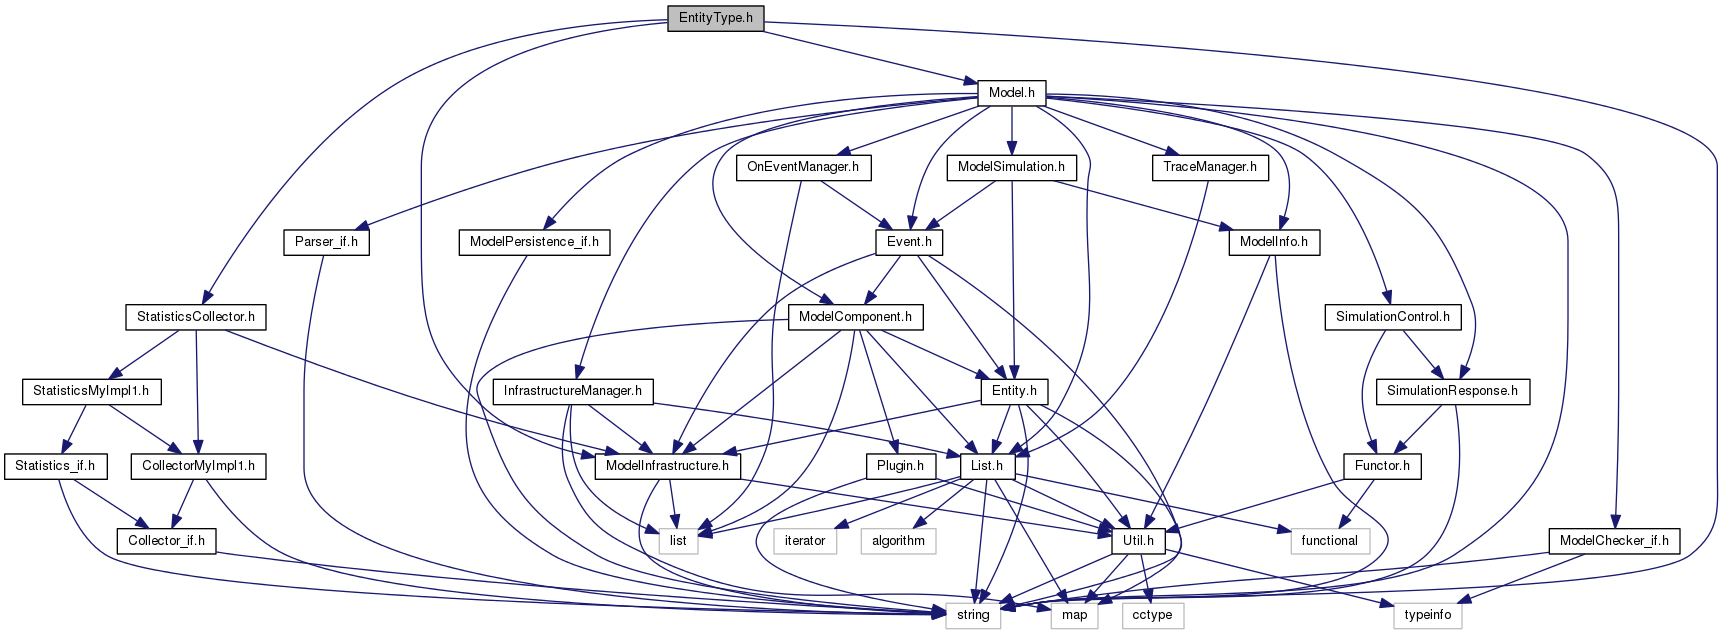 EntityType.h
Model.h
OnEventManager.h
ModelSimulation.h
TraceManager.h
Parser_if.h
ModelPersistence_if.h
Event.h
ModelInfo.h
StatisticsCollector.h
ModelComponent.h
SimulationControl.h
StatisticsMyImpl1.h
InfrastructureManager.h
Entity.h
SimulationResponse.h
Statistics_if.h
CollectorMyImpl1.h
ModelInfrastructure.h
Plugin.h
List.h
Functor.h
Collector_if.h
list
iterator
algorithm
Util.h
functional
ModelChecker_if.h
string
map
cctype
typeinfo